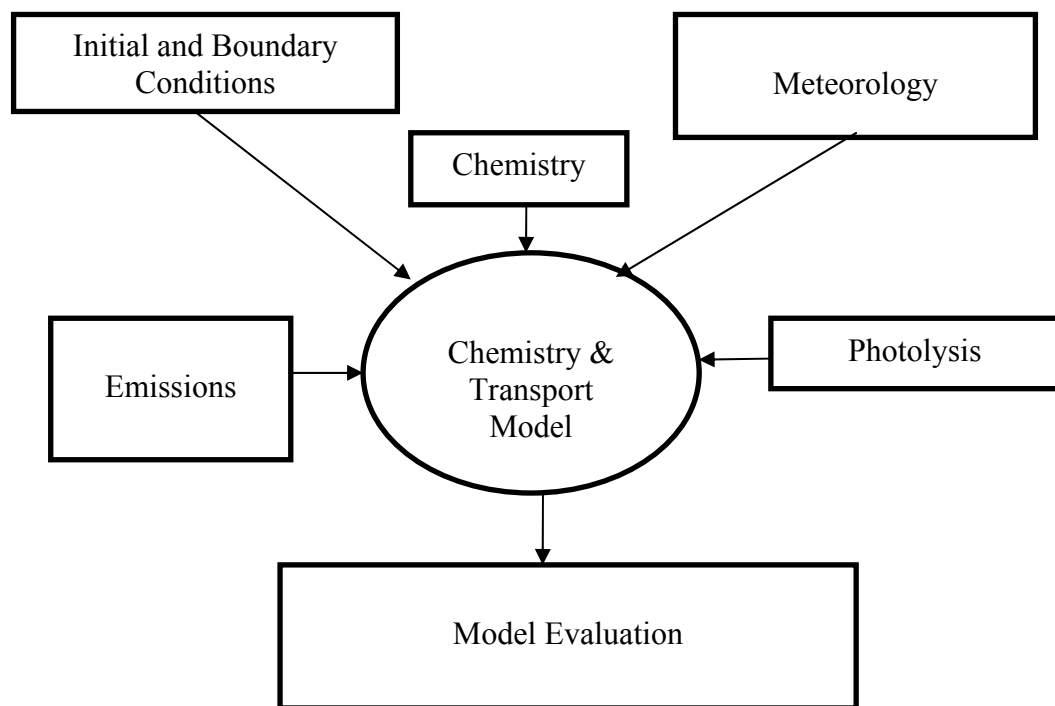 Initial and Boundary
Conditions
Meteorology
Chemistry
Emissions
Chemistry &
Transport
Model
Photolysis
Model Evaluation